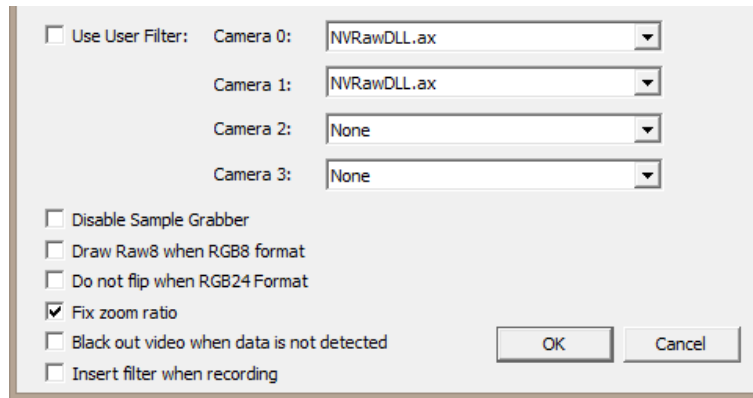 Use User Filter: Camera 0: NVRawDLL.ax
Camera 1: NVRawDLL.ax
Camera 2: None
Camera 3: None
Disable Sample Grabber
Draw Raw8 when RGB8 format
Do not flip when RGB24 Format
Fix zoom ratio
Black out video when data is not detected
OK Cancel
Insert filter when recording